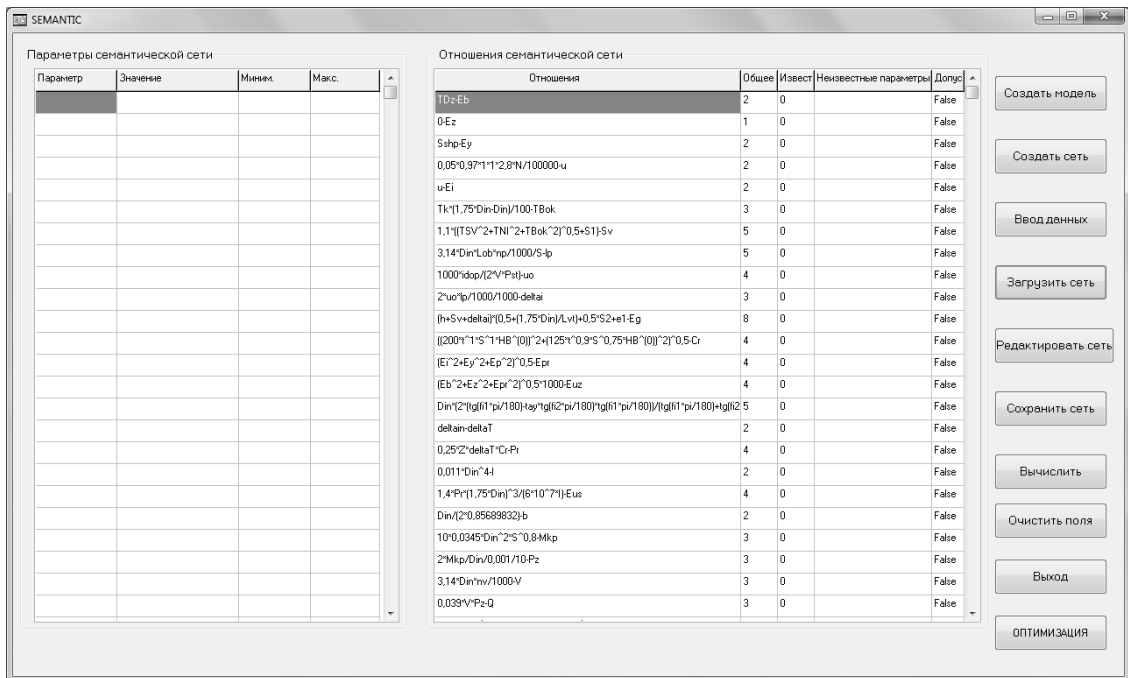 SEMANTIC
Параметры семантической сети
Параметр Значение Миним. Макс.
Отношения семантической сети
Отношения Общее Извест Неизвестные параметры Допус
TDz-Eb 2 0 False
0-Ez 1 0 False
Sshp-Ey 2 0 False
0,05*0,97*1*1*2,8*N/100000-u 2 0 False
u-Ei 2 0 False
Tk*(1,75*Din-Din)/100-TBok 3 0 False
1,1*((TSV^2+TNI^2+TBok^2)^0,5+S1)-Sv 5 0 False
3,14*Din*Lob*np/1000/S-lp 5 0 False
1000*idop/(2*V*Pst)-uo 4 0 False
2*uo*lp/1000/1000-deltai 3 0 False
(h+Sv+deltai)*(0,5+(1,75*Din)/Lvt)+0,5*S2+e1-Eg 8 0 False
((200*t^1*S^1*HB^(0))^2+(125*t^0,9*S^0,75*HB^(0))^2)^0,5-Cr 4 0 False
(Ei^2+Ey^2+Ep^2)^0,5-Epr 4 0 False
(Eb^2+Ez^2+Epr^2)^0,5*1000-Euz 4 0 False
Din*(2*(tg(fi1*pi/180)-tay*tg(fi2*pi/180)*tg(fi1*pi/180))/(tg(fi1*pi/180)+tg(fi2 5 0 False
deltain-deltaT 2 0 False
0,25*Z*deltaT*Cr-Pr 4 0 False
0,011*Din^4-I 2 0 False
1,4*Pr*(1,75*Din)^3/(6*10^7*I)-Eus 4 0 False
Din/(2*0,85689832)-b 2 0 False
10*0,0345*Din^2*S^0,8-Mkp 3 0 False
2*Mkp/Din/0,001/10-Pz 3 0 False
3,14*Din*nv/1000-V 3 0 False
0,039*V*Pz-Q 3 0 False
Создать модель
Создать сеть
Ввод данных
Загрузить сеть
Редактировать сеть
Сохранить сеть
Вычислить
Очистить поля
Выход
ОПТИМИЗАЦИЯ